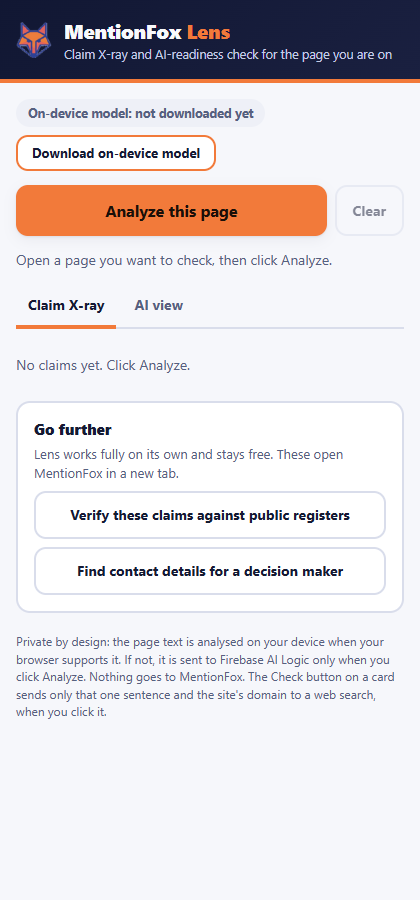 MentionFox Lens
Claim X-ray and AI-readiness check for the page you are on
On-device model: not downloaded yet
Download on-device model
Analyze this page
Clear
Open a page you want to check, then click Analyze.
Claim X-ray
AI view
No claims yet. Click Analyze.
Go further
Lens works fully on its own and stays free. These open
MentionFox in a new tab.
Verify these claims against public registers
Find contact details for a decision maker
Private by design: the page text is analysed on your device when your
browser supports it. If not, it is sent to Firebase AI Logic only when you
click Analyze. Nothing goes to MentionFox. The Check button on a card
sends only that one sentence and the site's domain to a web search,
when you click it.